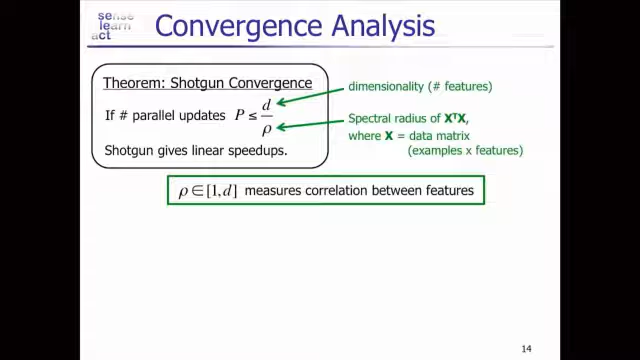 sense
learn
act
Convergence Analysis
Theorem: Shotgun Convergence
If # parallel updates P ≤ d/ρ
Shotgun gives linear speedups.
dimensionality (# features)
Spectral radius of XᵀX,
where X = data matrix
(examples x features)
ρ ∈ [1, d] measures correlation between features
14